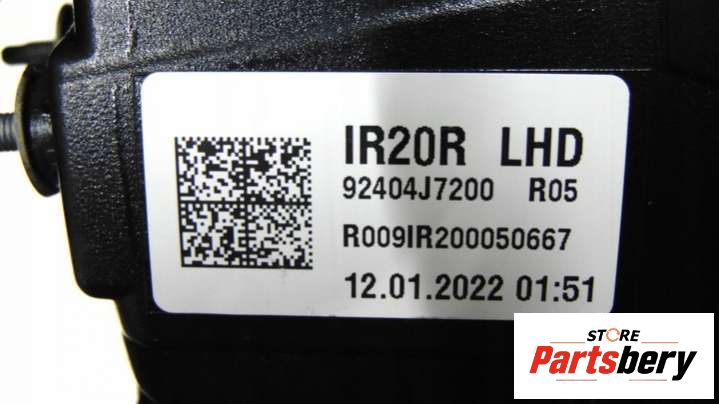 IR20R LHD
92404J7200 R05
R009IR200050667
12.01.2022 01:51
STORE
Partsbery